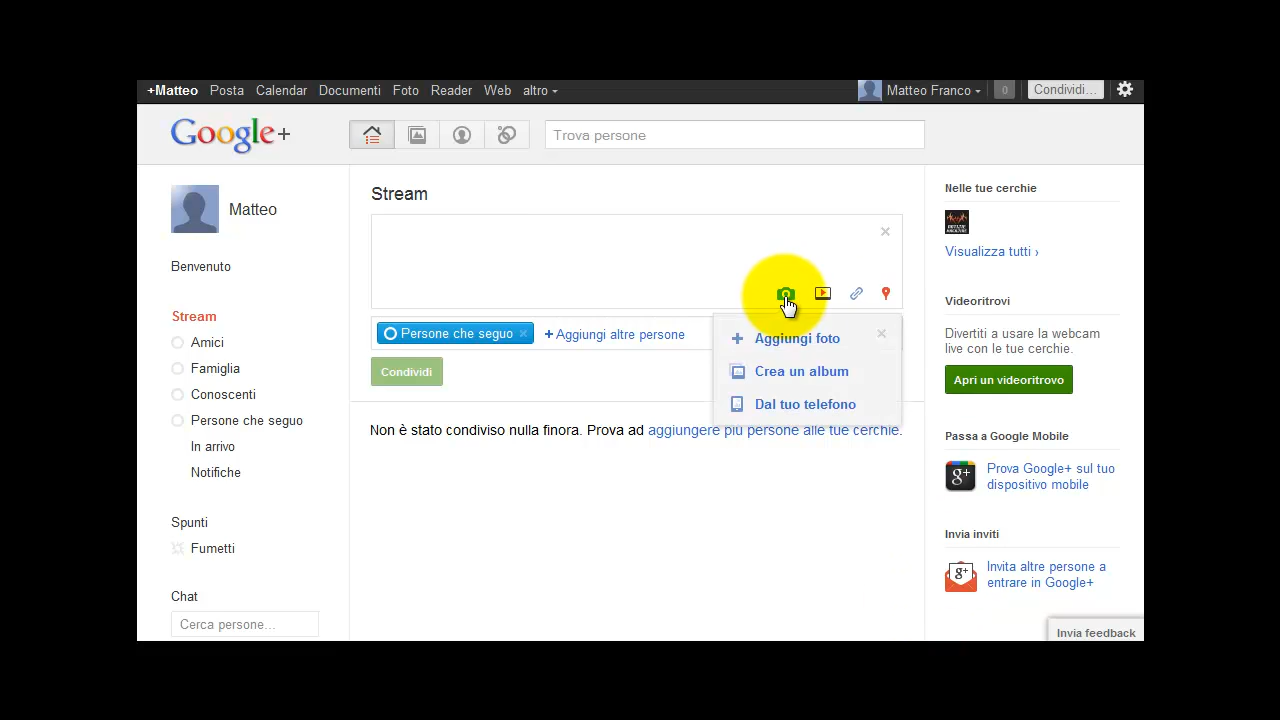 +Matteo Posta Calendar Documenti Foto Reader Web altro
Matteo Franco 0 Condividi...
Google+
Trova persone
Matteo
Benvenuto
Stream
Amici
Famiglia
Conoscenti
Persone che seguo
In arrivo
Notifiche
Spunti
Fumetti
Chat
Cerca persone...
Stream
Persone che seguo
+Aggiungi altre persone
Condividi
Aggiungi foto
Crea un album
Dal tuo telefono
Non è stato condiviso nulla finora. Prova ad aggiungere più persone alle tue cerchie.
Nelle tue cerchie
Visualizza tutti ›
Videoritrovi
Divertiti a usare la webcam
live con le tue cerchie.
Apri un videoritrovo
Passa a Google Mobile
g+
Prova Google+ sul tuo
dispositivo mobile
Invia inviti
g+
Invita altre persone a
entrare in Google+
Invia feedback